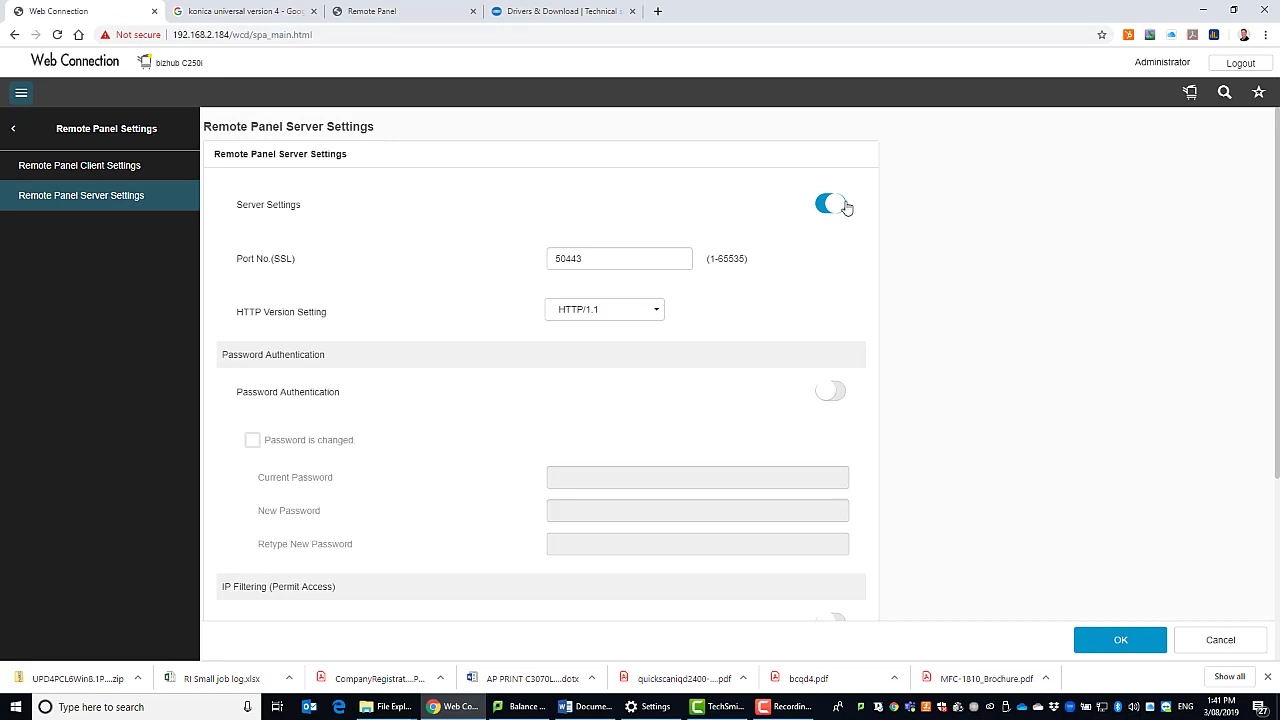 Web Connection
konica universal version 4 - Goog
Remote Panel
Drivers & Download | Technical s
Not secure
192.168.2.184/wcd/spa_main.html
Web Connection
bizhub C250i
Administrator
Logout
Remote Panel Settings
Remote Panel Client Settings
Remote Panel Server Settings
Remote Panel Server Settings
Remote Panel Server Settings
Server Settings
Port No.(SSL)
50443
(1-65535)
HTTP Version Setting
HTTP/1.1
Password Authentication
Password Authentication
Password is changed.
Current Password
New Password
Retype New Password
IP Filtering (Permit Access)
OK
Cancel
UPD4PCL6Win8.1P....zip
RI Small job log.xlsx
CompanyRegistrat....P...
AP PRINT C3070L....dotx
quickscaniqd2400-....pdf
bcqd4.pdf
MFC-1810_Brochure.pdf
Show all
Type here to search
File Expl...
Web Co...
Balance ...
Docume...
Settings
TechSmi...
Recordin...
1:41 PM
3/08/2019